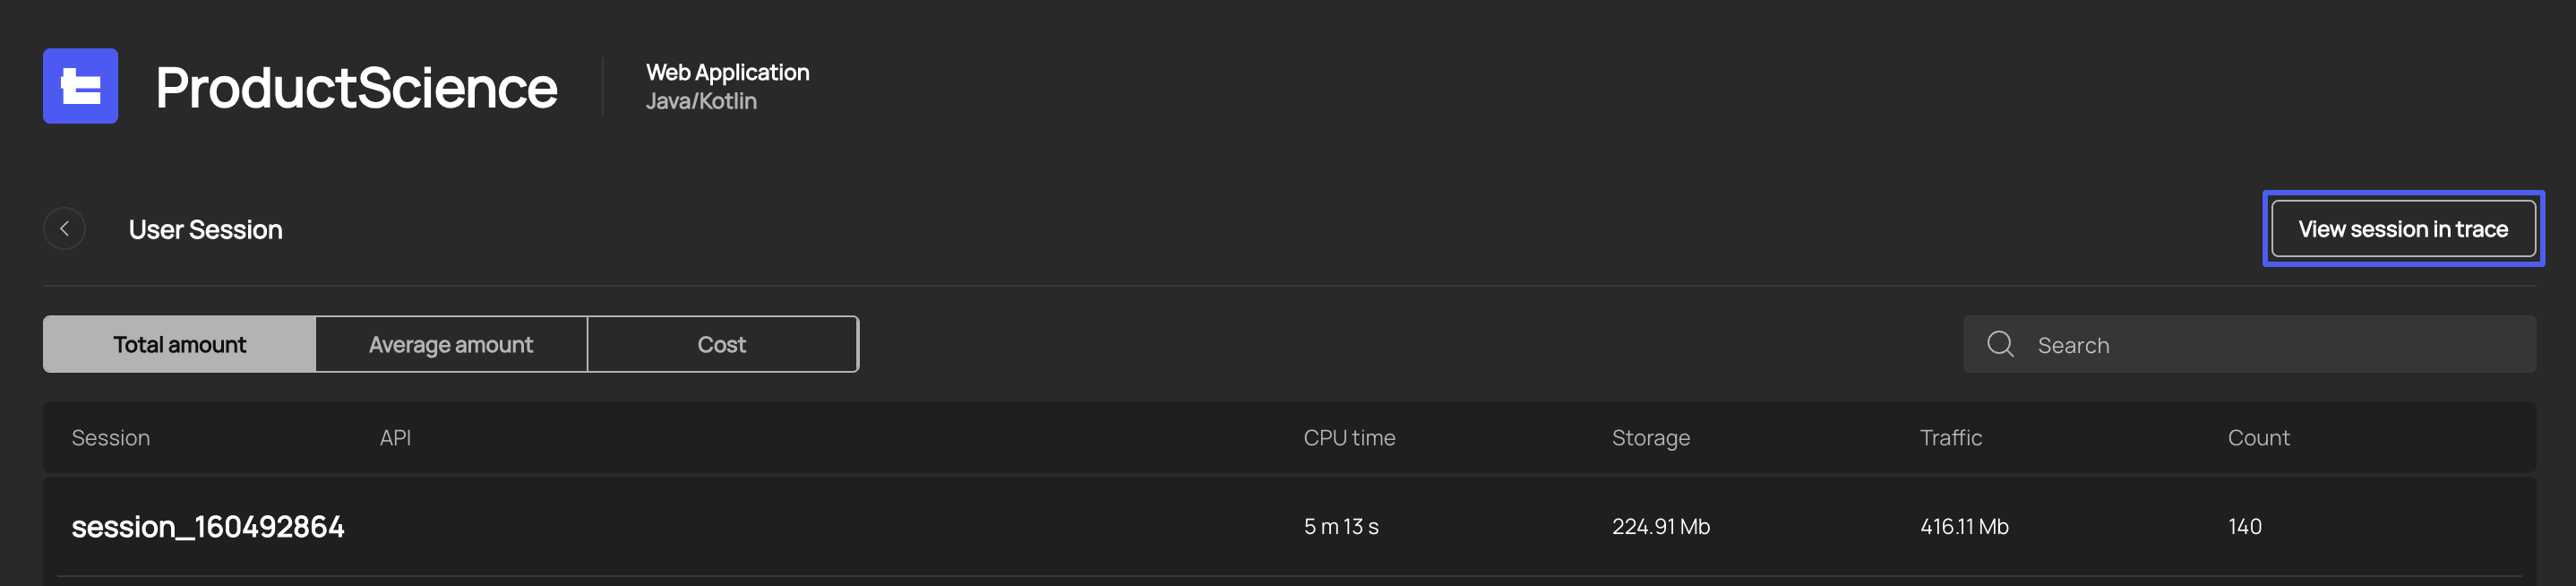 ProductScience
Web Application
Java/Kotlin
User Session
View session in trace
Total amount
Average amount
Cost
Search
Session
API
CPU time
Storage
Traffic
Count
session_160492864
5 m 13 s
224.91 Mb
416.11 Mb
140